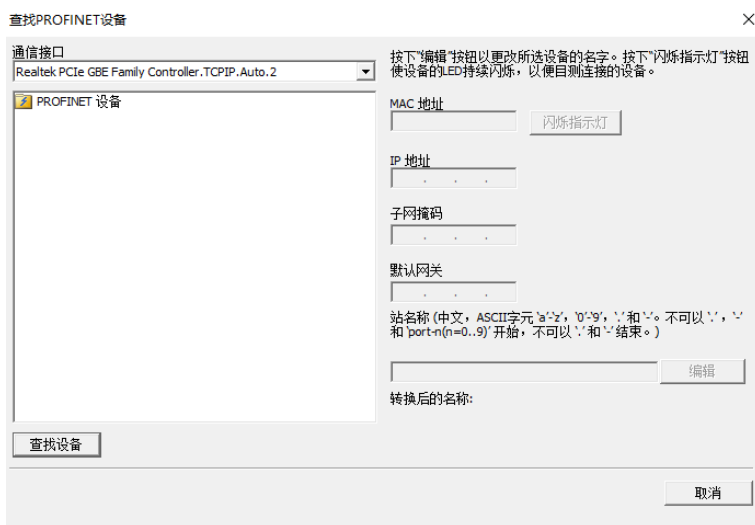 查找PROFINET设备
通信接口
Realtek PCIe GBE Family Controller.TCPIP.Auto.2
PROFINET 设备
查找设备
按下"编辑"按钮以更改所选设备的名字。按下"闪烁指示灯"按钮
使设备的LED持续闪烁，以便目测连接的设备。
MAC 地址
闪烁指示灯
IP 地址
. . .
子网掩码
. . .
默认网关
. . .
站名称 (中文，ASCII字元 'a'-'z'，'0'-'9'，'.' 和 '-'。不可以 '.' ，'-'
和 'port-n(n=0..9)' 开始，不可以 '.' 和 '-' 结束。)
编辑
转换后的名称:
取消